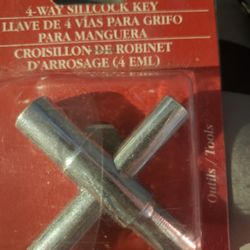 4-WAY SILLCOCK KEY
LLAVE DE 4 VÍAS PARA GRIFO
PARA MANGUERA
CROISILLON DE ROBINET
D'ARROSAGE (4 EML)
Outils / Tools